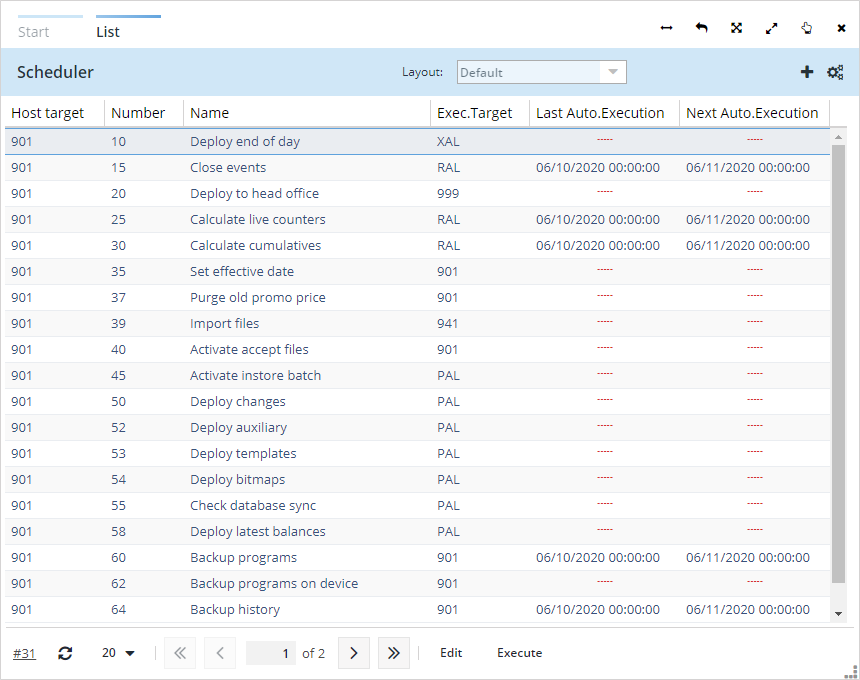 Start List
Scheduler Layout: Default
Host target Number Name Exec.Target Last Auto.Execution Next Auto.Execution
901 10 Deploy end of day XAL ----- -----
901 15 Close events RAL 06/10/2020 00:00:00 06/11/2020 00:00:00
901 20 Deploy to head office 999 ----- -----
901 25 Calculate live counters RAL 06/10/2020 00:00:00 06/11/2020 00:00:00
901 30 Calculate cumulatives RAL 06/10/2020 00:00:00 06/11/2020 00:00:00
901 35 Set effective date 901 ----- -----
901 37 Purge old promo price 901 ----- -----
901 39 Import files 941 ----- -----
901 40 Activate accept files 901 ----- -----
901 45 Activate instore batch PAL ----- -----
901 50 Deploy changes PAL ----- -----
901 52 Deploy auxiliary PAL ----- -----
901 53 Deploy templates PAL ----- -----
901 54 Deploy bitmaps PAL ----- -----
901 55 Check database sync PAL ----- -----
901 58 Deploy latest balances PAL ----- -----
901 60 Backup programs 901 06/10/2020 00:00:00 06/11/2020 00:00:00
901 62 Backup programs on device 901 ----- -----
901 64 Backup history 901 06/10/2020 00:00:00 06/11/2020 00:00:00
#31 20 1 of 2 Edit Execute